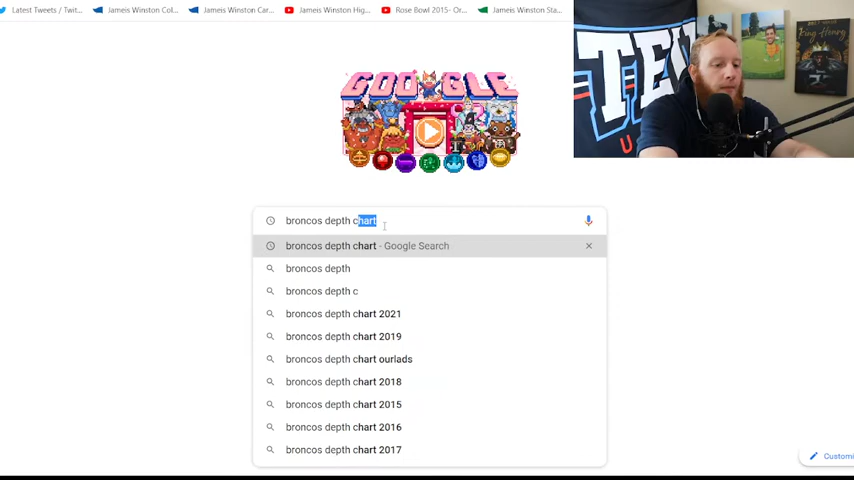 Latest Tweets / Twit...
Jameis Winston Col...
Jameis Winston Car...
Jameis Winston Hig...
Rose Bowl 2015- Or...
Jameis Winston Sta...
GOOGLE
TEN
U
broncos depth chart
broncos depth chart - Google Search
broncos depth
broncos depth c
broncos depth chart 2021
broncos depth chart 2019
broncos depth chart ourlads
broncos depth chart 2018
broncos depth chart 2015
broncos depth chart 2016
broncos depth chart 2017
Customi